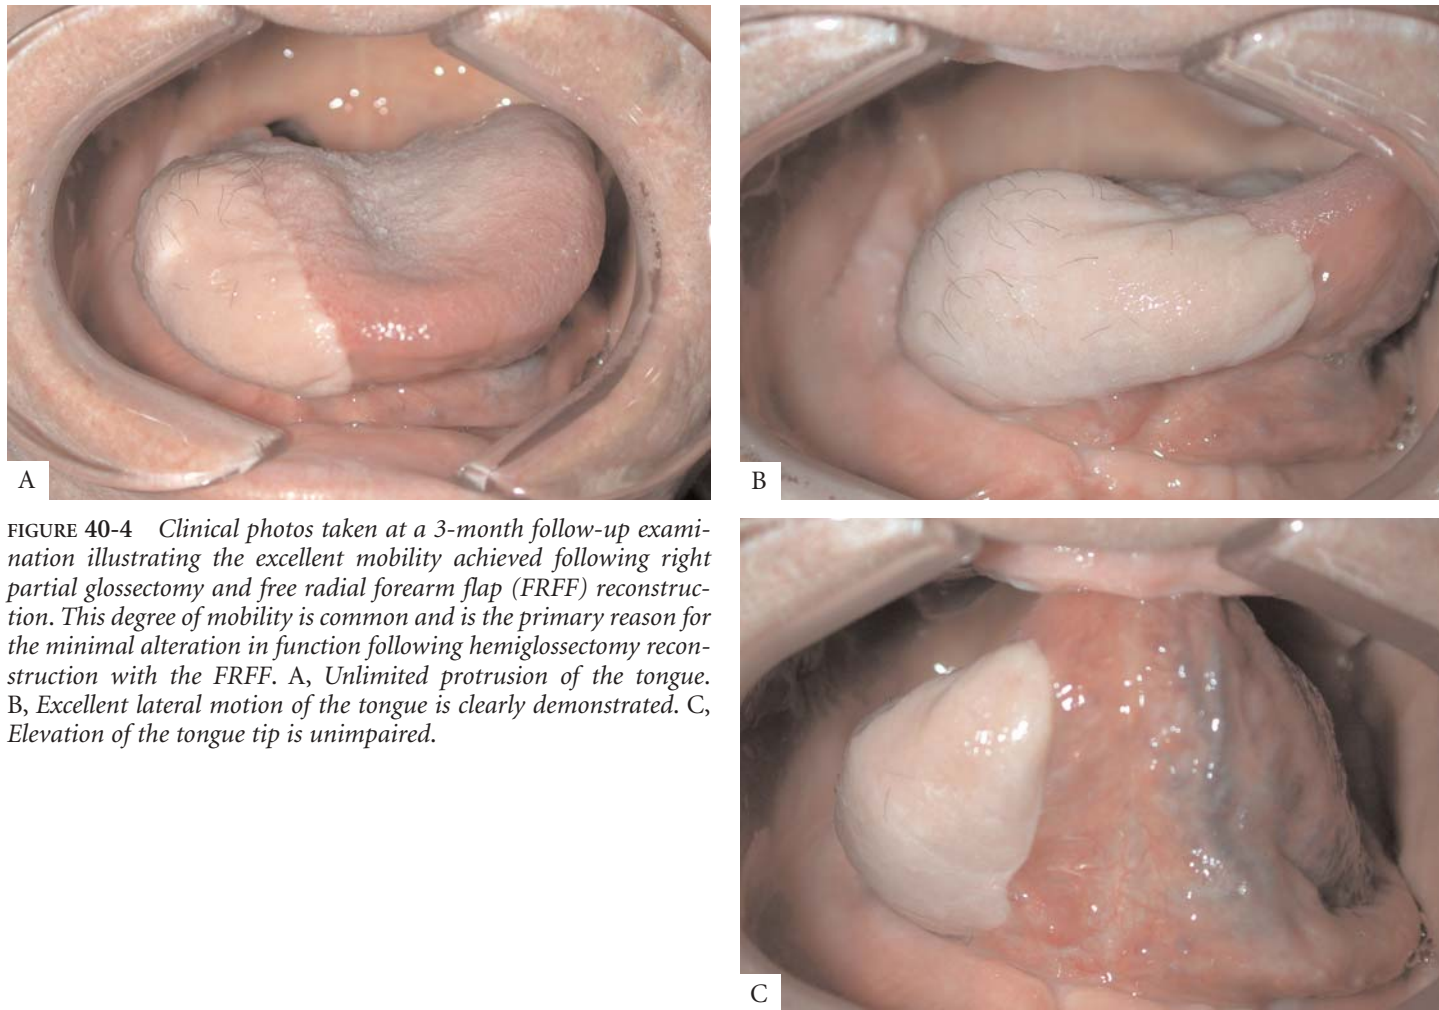 A
B
FIGURE 40-4 Clinical photos taken at a 3-month follow-up exami-
nation illustrating the excellent mobility achieved following right
partial glossectomy and free radial forearm flap (FRFF) reconstruc-
tion. This degree of mobility is common and is the primary reason for
the minimal alteration in function following hemiglossectomy recon-
struction with the FRFF. A, Unlimited protrusion of the tongue.
B, Excellent lateral motion of the tongue is clearly demonstrated. C,
Elevation of the tongue tip is unimpaired.
C